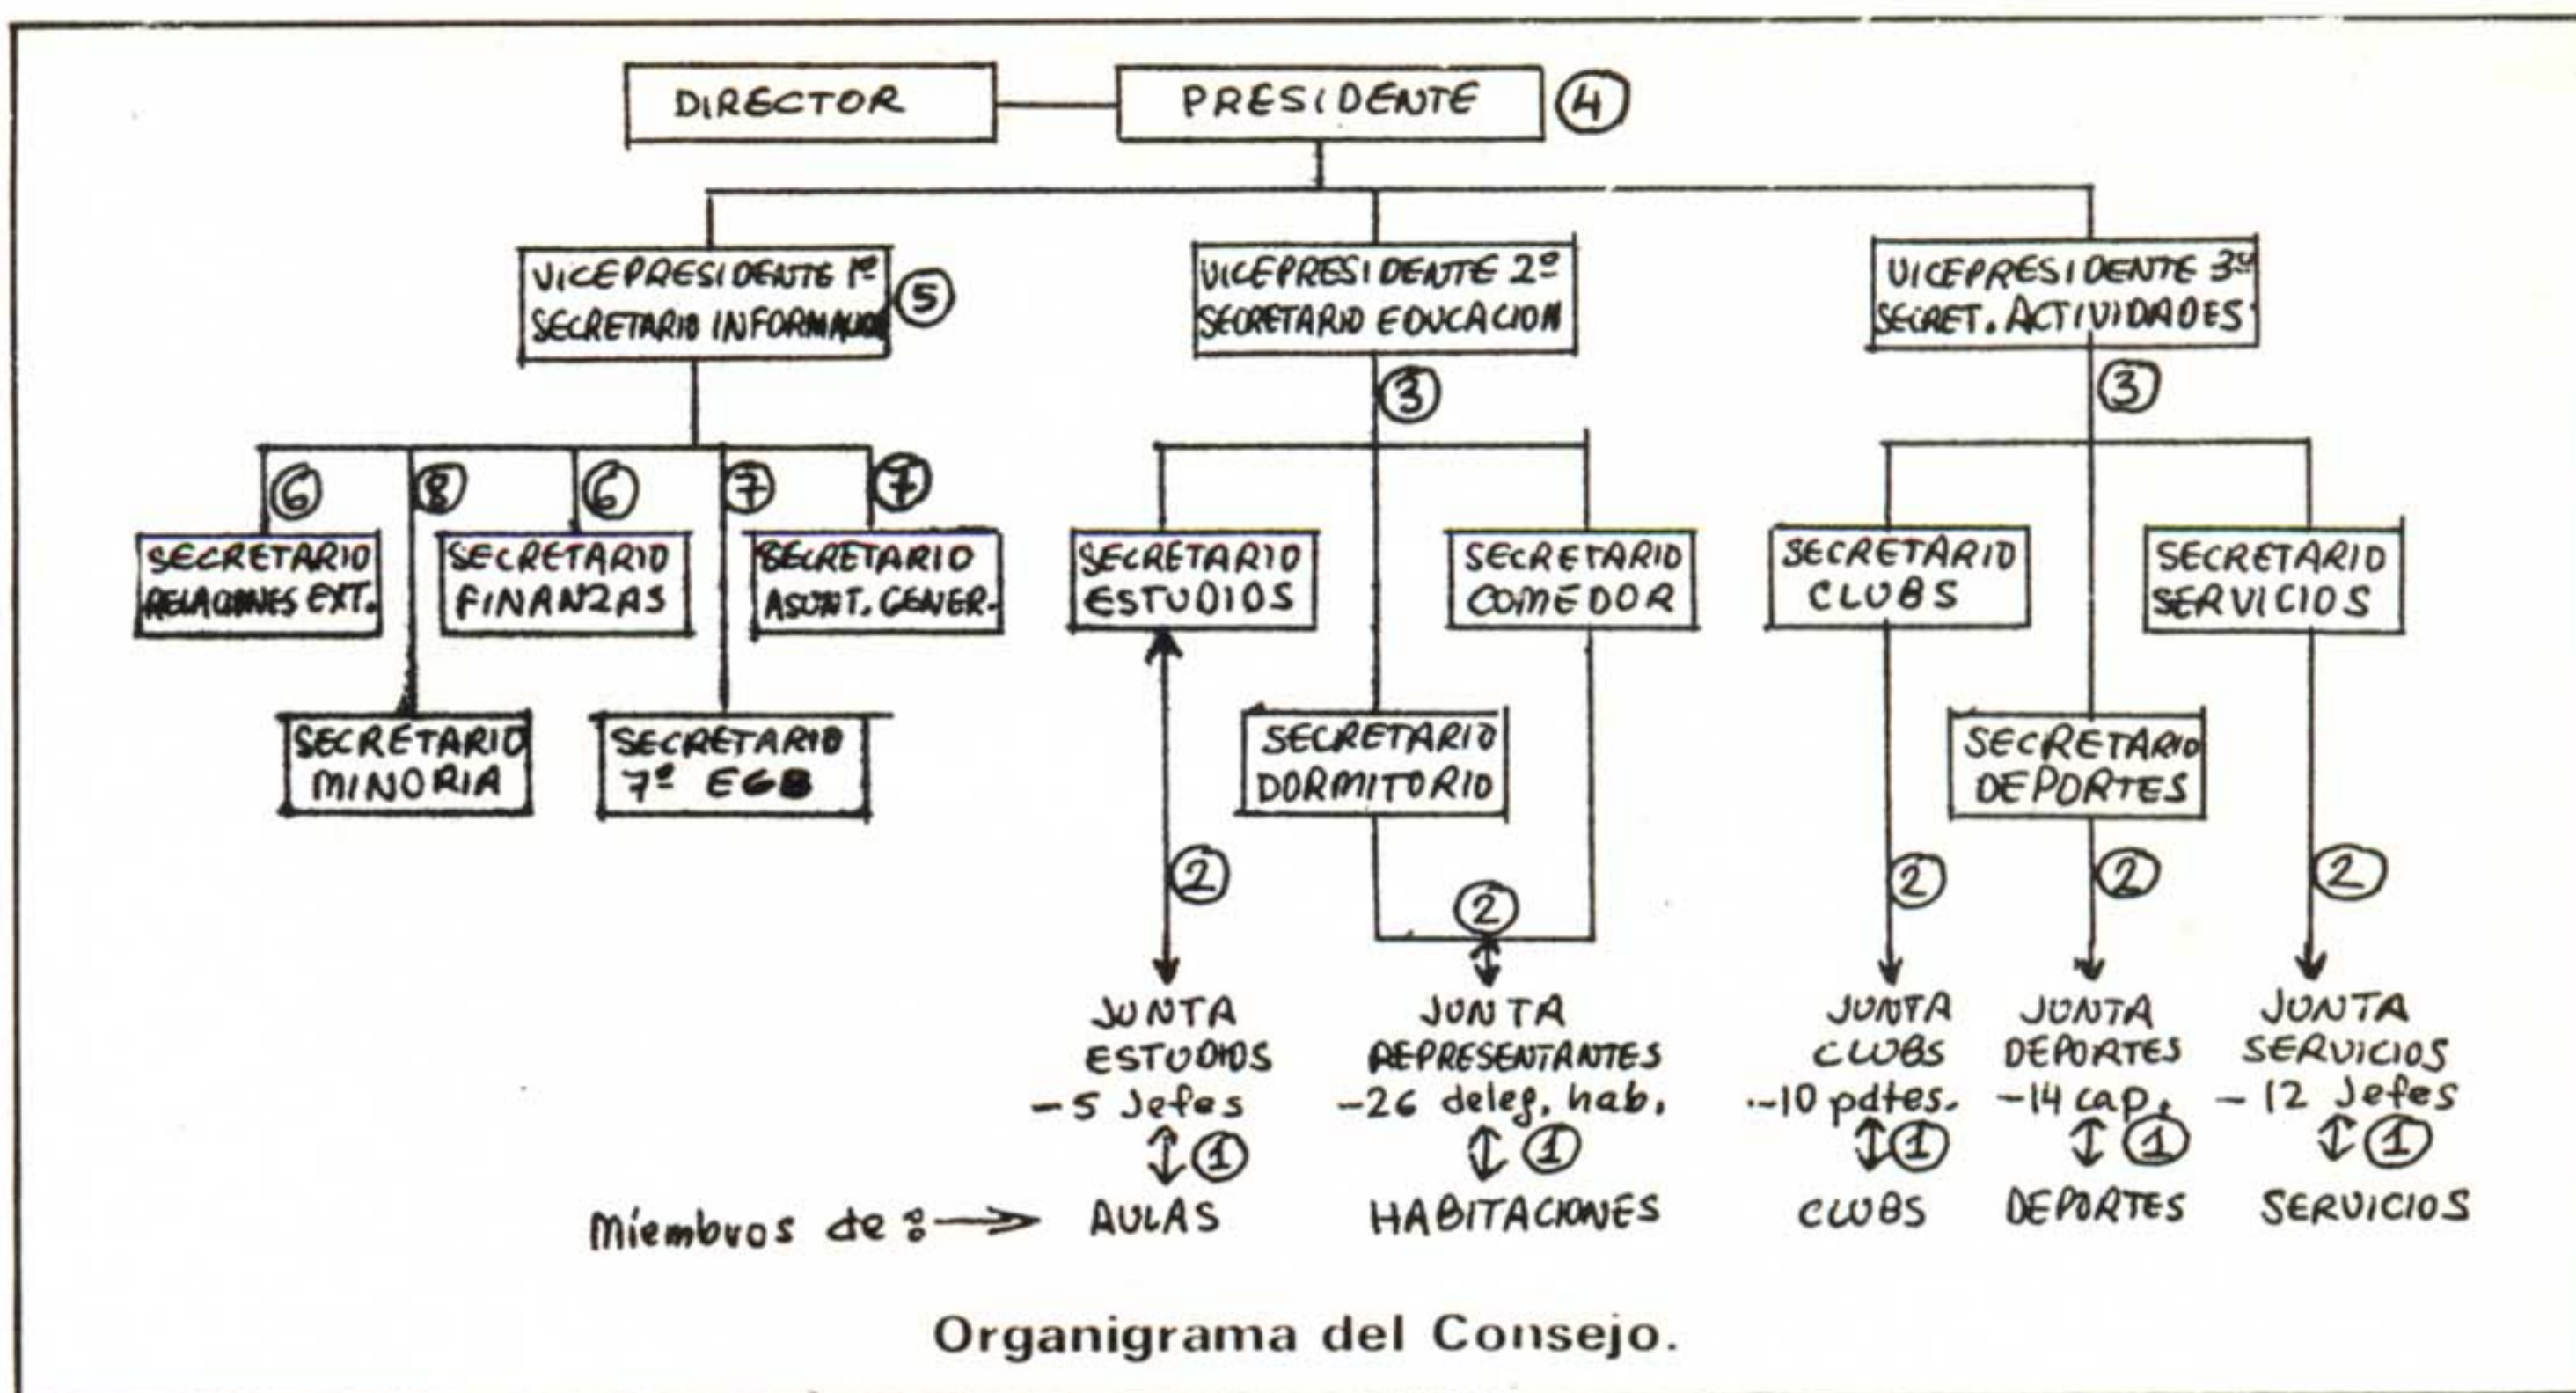 DIRECTOR
PRESIDENTE ④
VICEPRESIDENTE 1º
SECRETARIO INFORMACION
⑤
VICEPRESIDENTE 2º
SECRETARIO EDUCACION
③
VICEPRESIDENTE 3º
SECRET. ACTIVIDADES
③
⑥ ⑧ ⑥ ⑦ ⑦
SECRETARIO
RELACIONES EXT.
SECRETARIO
FINANZAS
SECRETARIO
ASUNT. GENER.
SECRETARIO
MINORIA
SECRETARIO
7º EGB
SECRETARIO
ESTUDIOS
SECRETARIO
COMEDOR
SECRETARIO
DORMITORIO
SECRETARIO
CLUBS
SECRETARIO
SERVICIOS
SECRETARIO
DEPORTES
② ② ② ② ②
JUNTA
ESTUDIOS
-5 Jefes
①
JUNTA
REPRESENTANTES
-26 deleg. hab.
①
JUNTA
CLUBS
-10 pdtes.
①
JUNTA
DEPORTES
-14 cap.
①
JUNTA
SERVICIOS
- 12 Jefes
①
Miembros de : → AULAS HABITACIONES CLUBS DEPORTES SERVICIOS
Organigrama del Consejo.